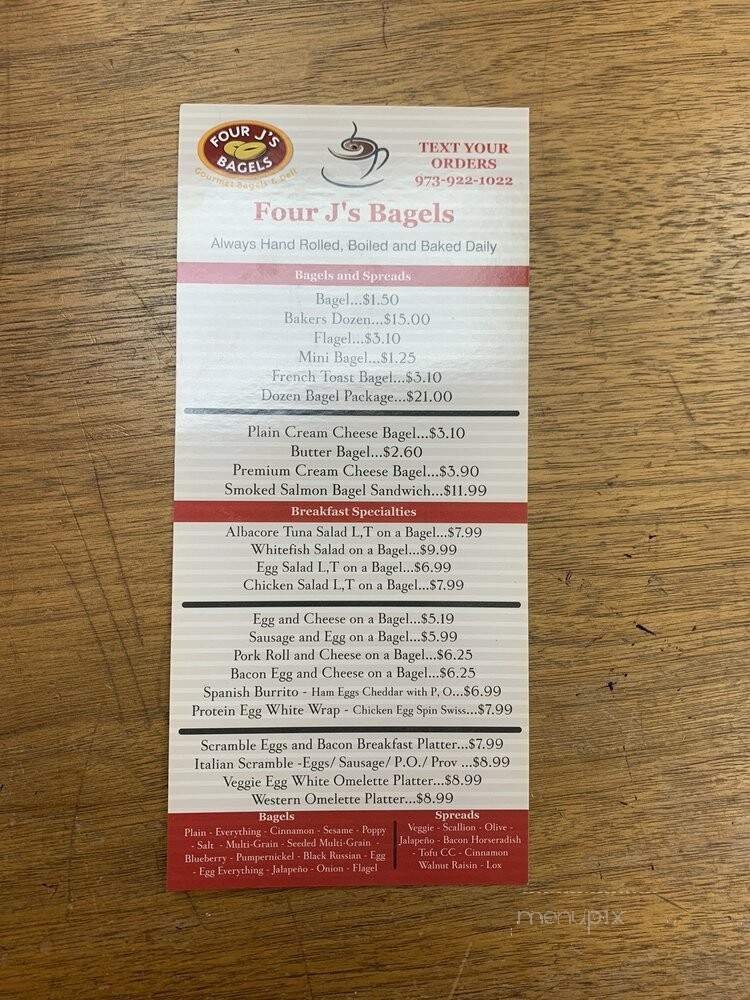 FOUR J'S
BAGELS
Gourmet Bagels & Deli
TEXT YOUR
ORDERS
973-922-1022
Four J's Bagels
Always Hand Rolled, Boiled and Baked Daily
Bagels and Spreads
Bagel...$1.50
Bakers Dozen...$15.00
Flagel...$3.10
Mini Bagel...$1.25
French Toast Bagel...$3.10
Dozen Bagel Package...$21.00
Plain Cream Cheese Bagel...$3.10
Butter Bagel...$2.60
Premium Cream Cheese Bagel...$3.90
Smoked Salmon Bagel Sandwich...$11.99
Breakfast Specialties
Albacore Tuna Salad L,T on a Bagel...$7.99
Whitefish Salad on a Bagel...$9.99
Egg Salad L,T on a Bagel...$6.99
Chicken Salad L,T on a Bagel...$7.99
Egg and Cheese on a Bagel...$5.19
Sausage and Egg on a Bagel...$5.99
Pork Roll and Cheese on a Bagel...$6.25
Bacon Egg and Cheese on a Bagel...$6.25
Spanish Burrito - Ham Eggs Cheddar with P, O...$6.99
Protein Egg White Wrap - Chicken Egg Spin Swiss...$7.99
Scramble Eggs and Bacon Breakfast Platter...$7.99
Italian Scramble -Eggs/ Sausage/ P.O./ Prov ...$8.99
Veggie Egg White Omelette Platter...$8.99
Western Omelette Platter...$8.99
Bagels
Plain - Everything - Cinnamon - Sesame - Poppy
- Salt - Multi-Grain - Seeded Multi-Grain -
Blueberry - Pumpernickel - Black Russian - Egg
- Egg Everything - Jalapeño - Onion - Flagel
Spreads
Veggie - Scallion - Olive -
Jalapeño - Bacon Horseradish
- Tofu CC - Cinnamon
Walnut Raisin - Lox
menupix